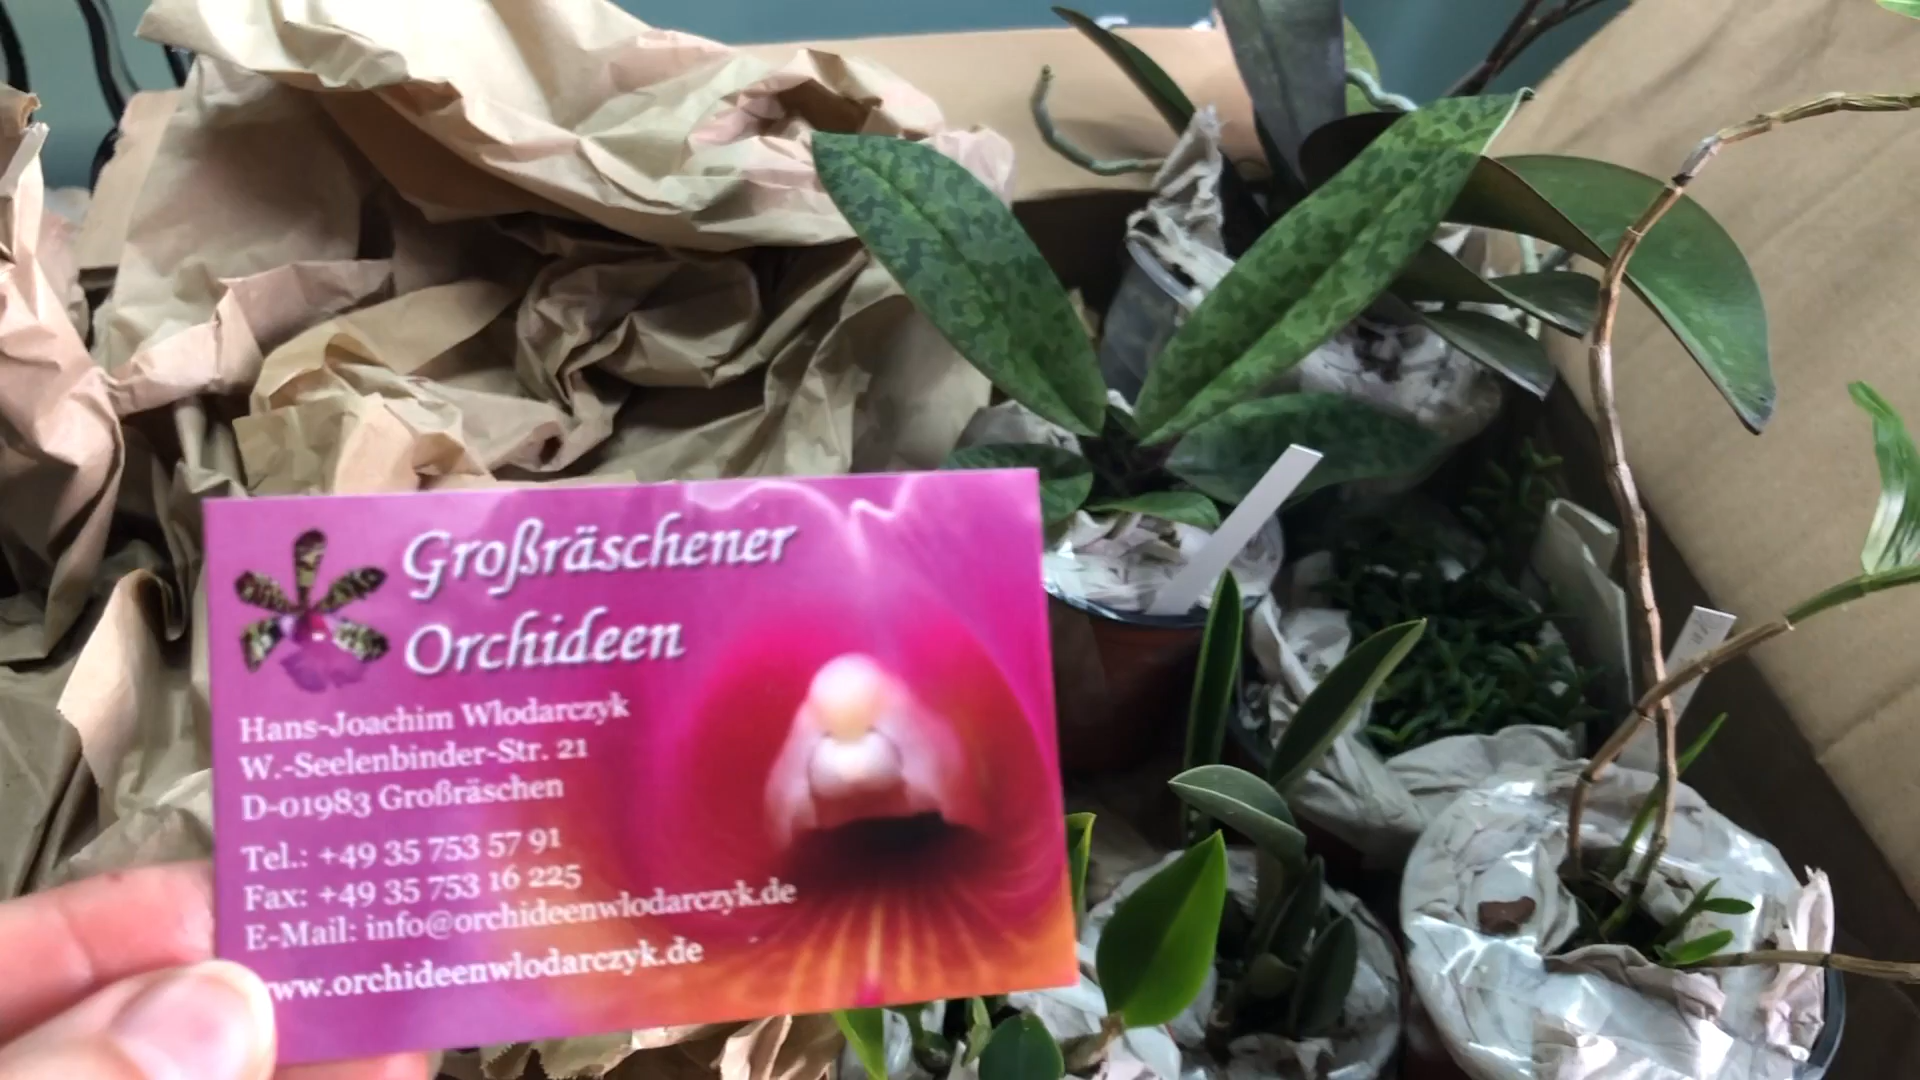 Großräschener
Orchideen
Hans-Joachim Wlodarczyk
W.-Seelenbinder-Str. 21
D-01983 Großräschen
Tel.: +49 35 753 57 91
Fax: +49 35 753 16 225
E-Mail: info@orchideenwlodarczyk.de
www.orchideenwlodarczyk.de